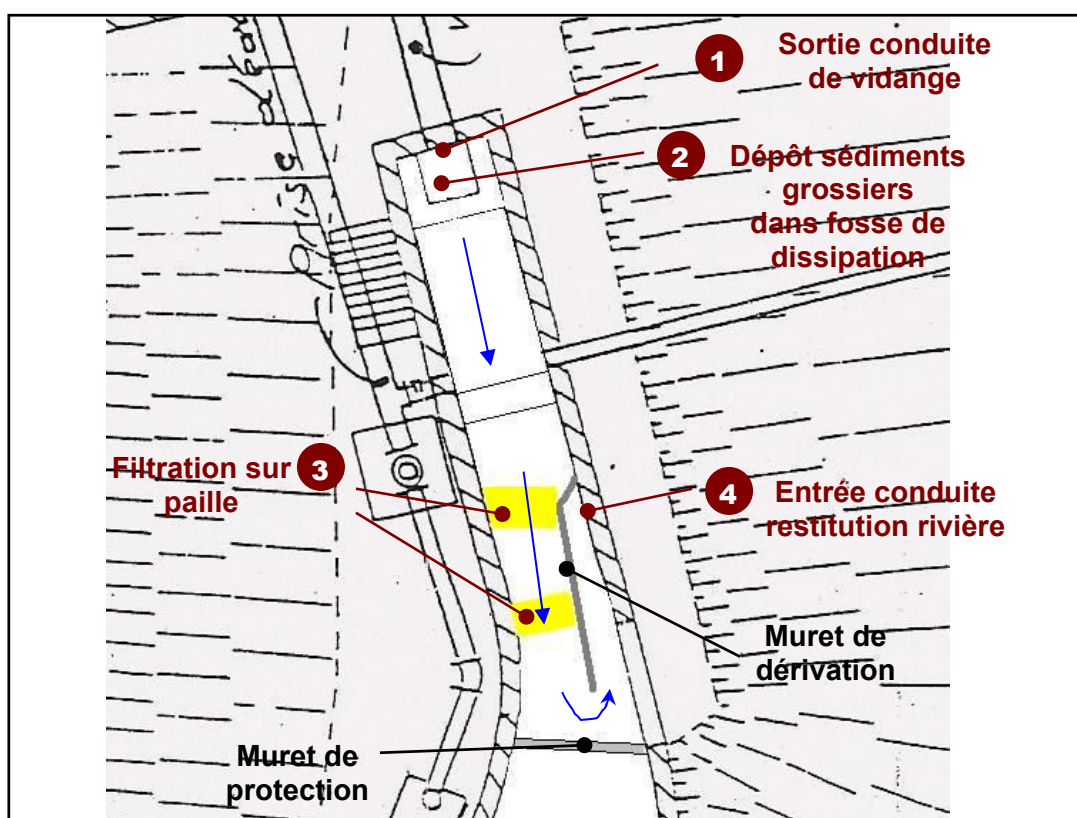 1
Sortie conduite
de vidange
2
Dépôt sédiments
grossiers
dans fosse de
dissipation
Filtration sur
paille
3
4
Entrée conduite
restitution rivière
Muret de
dérivation
Muret de
protection